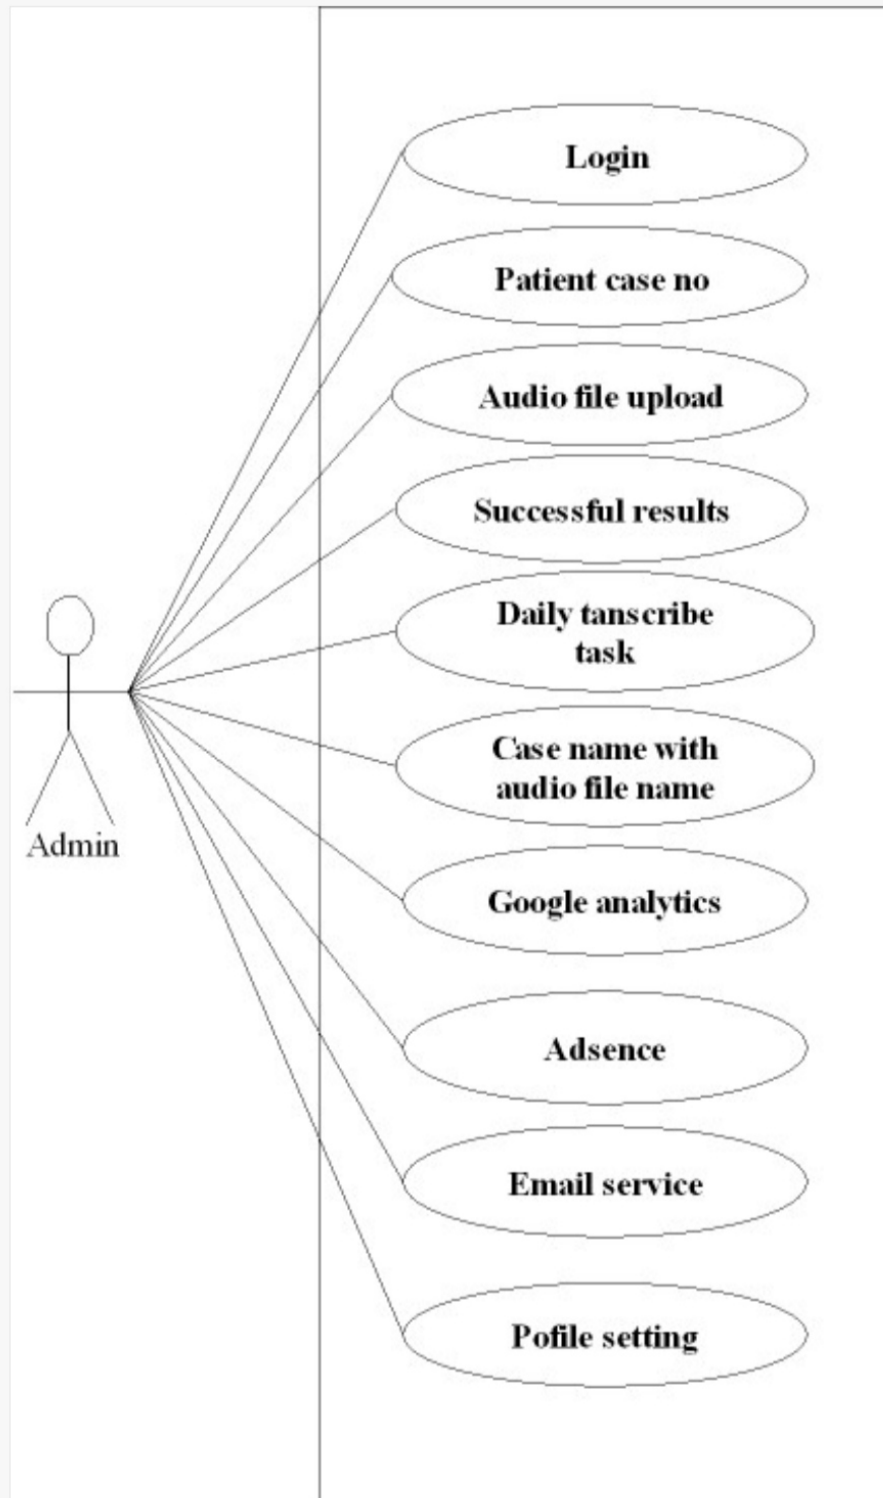 Login
Patient case no
Audio file upload
Successful results
Daily tanscribe
task
Case name with
audio file name
Admin
Google analytics
Adsence
Email service
Pofile setting